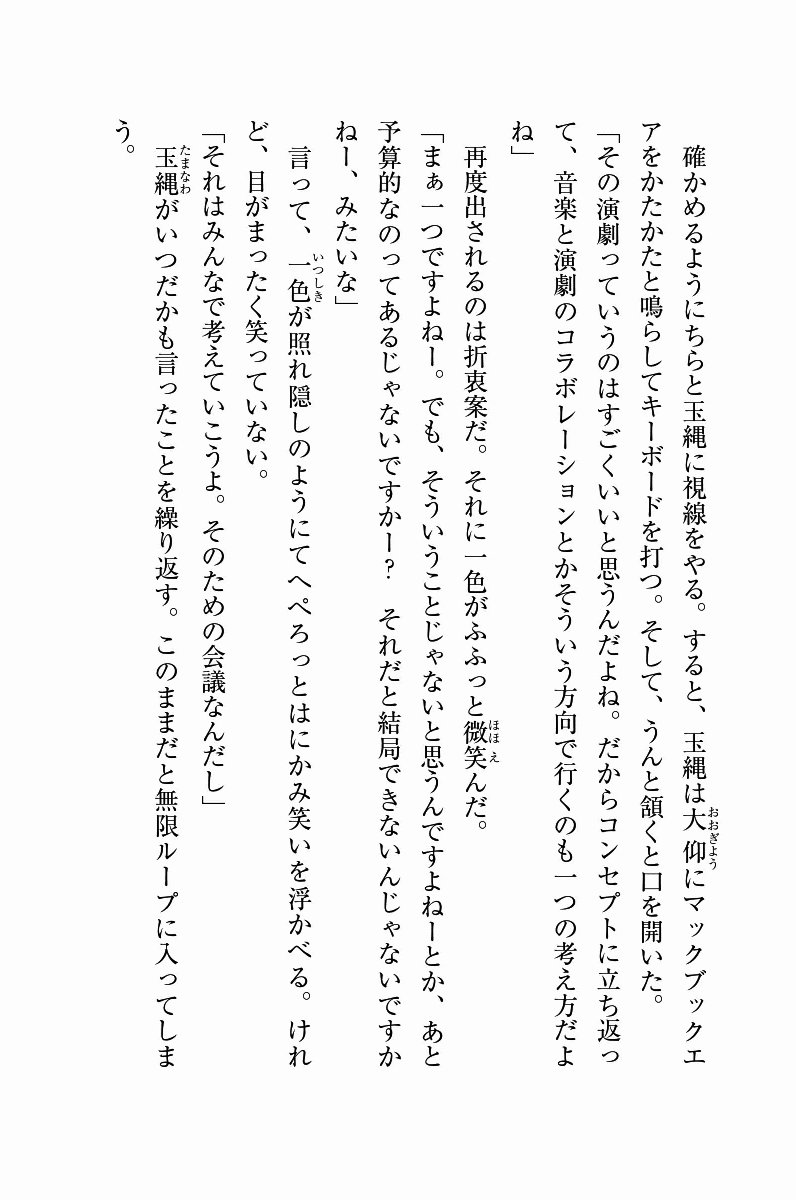 確かめるようにちらと玉縄に視線をやる。すると、玉縄は大仰にマックブックエ
アをかたかたと鳴らしてキーボードを打つ。そして、うんと頷くと口を開いた。
「その演劇っていうのはすごくいいと思うんだよね。だからコンセプトに立ち返っ
て、音楽と演劇のコラボレーションとかそういう方向で行くのも一つの考え方だよ
ね」
再度出されるのは折衷案だ。それに一色がふふっと微笑んだ。
「まぁ一つですよねー。でも、そういうことじゃないと思うんですよねーとか、あと
予算的なのってあるじゃないですかー?　それだと結局できないんじゃないですか
ねー、みたいな」
言って、一色が照れ隠しのようにてへぺろっとはにかみ笑いを浮かべる。けれ
ど、目がまったく笑っていない。
「それはみんなで考えていこうよ。そのための会議なんだし」
玉縄がいつだかも言ったことを繰り返す。このままだと無限ループに入ってしま
う。
おおぎよう
ほほえ
いつしき
たまなわ